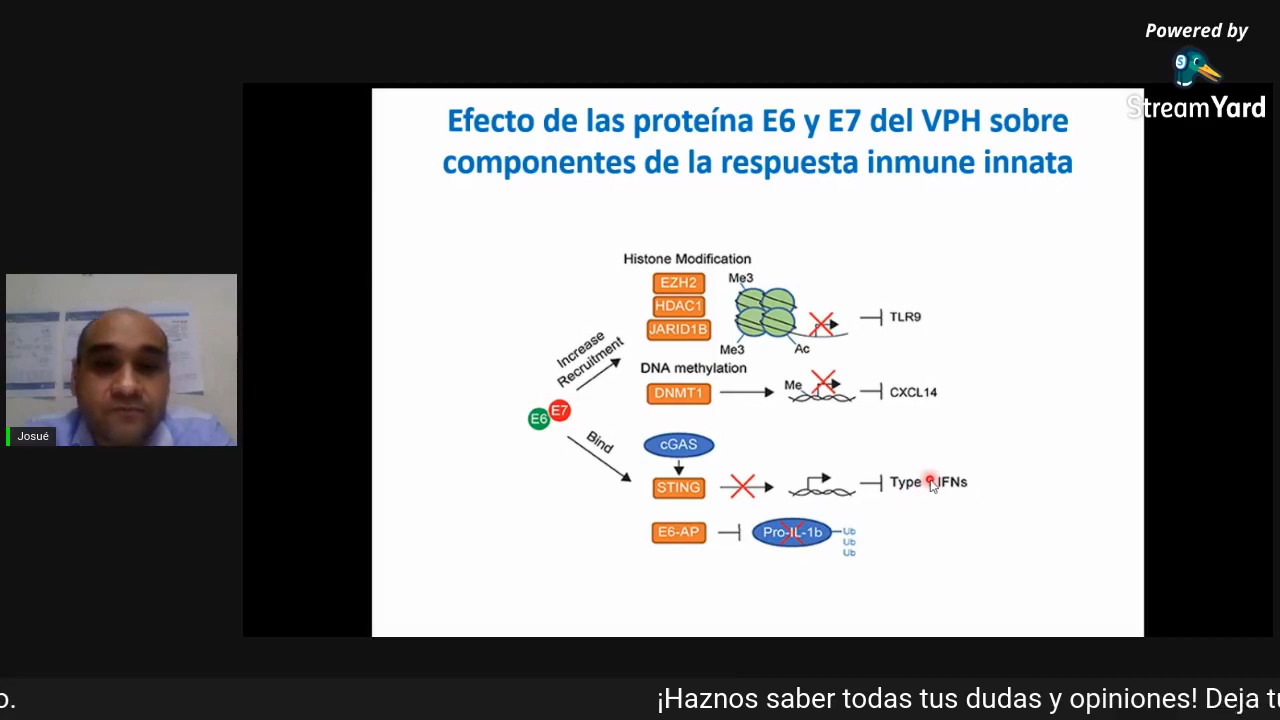 Powered by
StreamYard
Efecto de las proteína E6 y E7 del VPH sobre
componentes de la respuesta inmune innata
Histone Modification
EZH2
HDAC1
JARID1B
Me3
Me3
Ac
TLR9
Increase
Recruitment
DNA methylation
DNMT1
Me
CXCL14
E6
E7
Bind
cGAS
STING
Type
IFNs
E6-AP
Pro-IL-1b
Ub
Ub
Ub
Josué
o.
¡Haznos saber todas tus dudas y opiniones! Deja tu